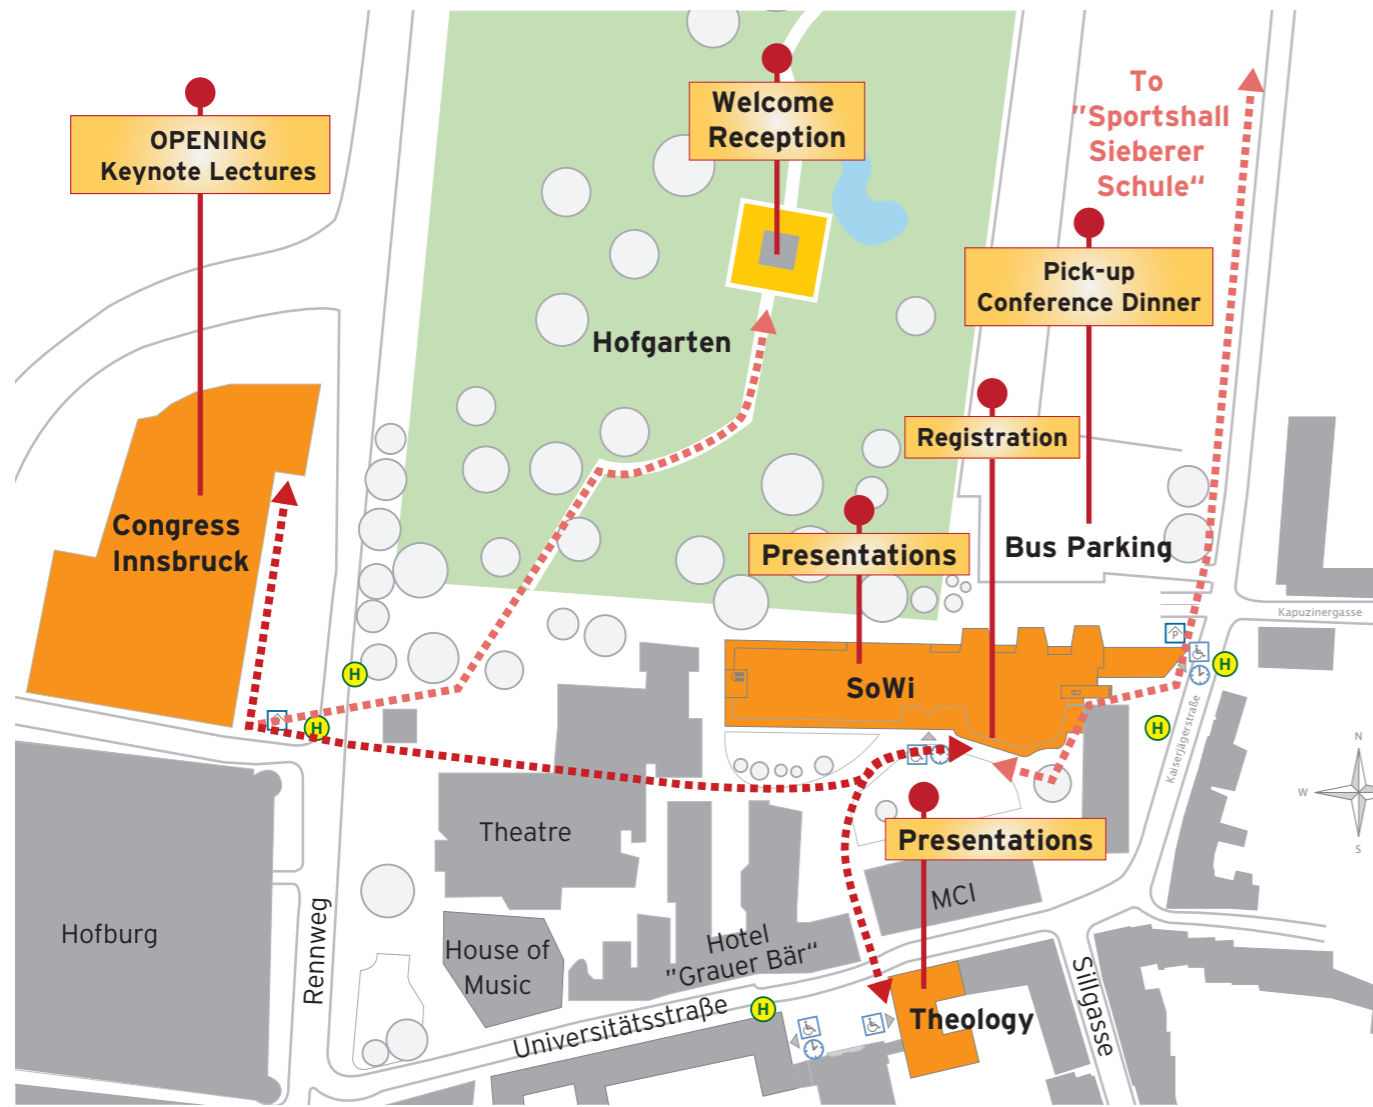 To
"Sportshall
Sieberer
Schule“
Welcome
Reception
OPENING
Keynote Lectures
Pick-up
Conference Dinner
Hofgarten
Registration
Congress
Innsbruck
Presentations
Bus Parking
Kapuzinergasse
P
H
H
SoWi
H
H
Kaiserjägerstraße
N
W
S
Theatre
Presentations
MCI
Hofburg
Rennweg
House of
Music
Hotel
"Grauer Bär“
Sillgasse
Universitätsstraße
H
Theology